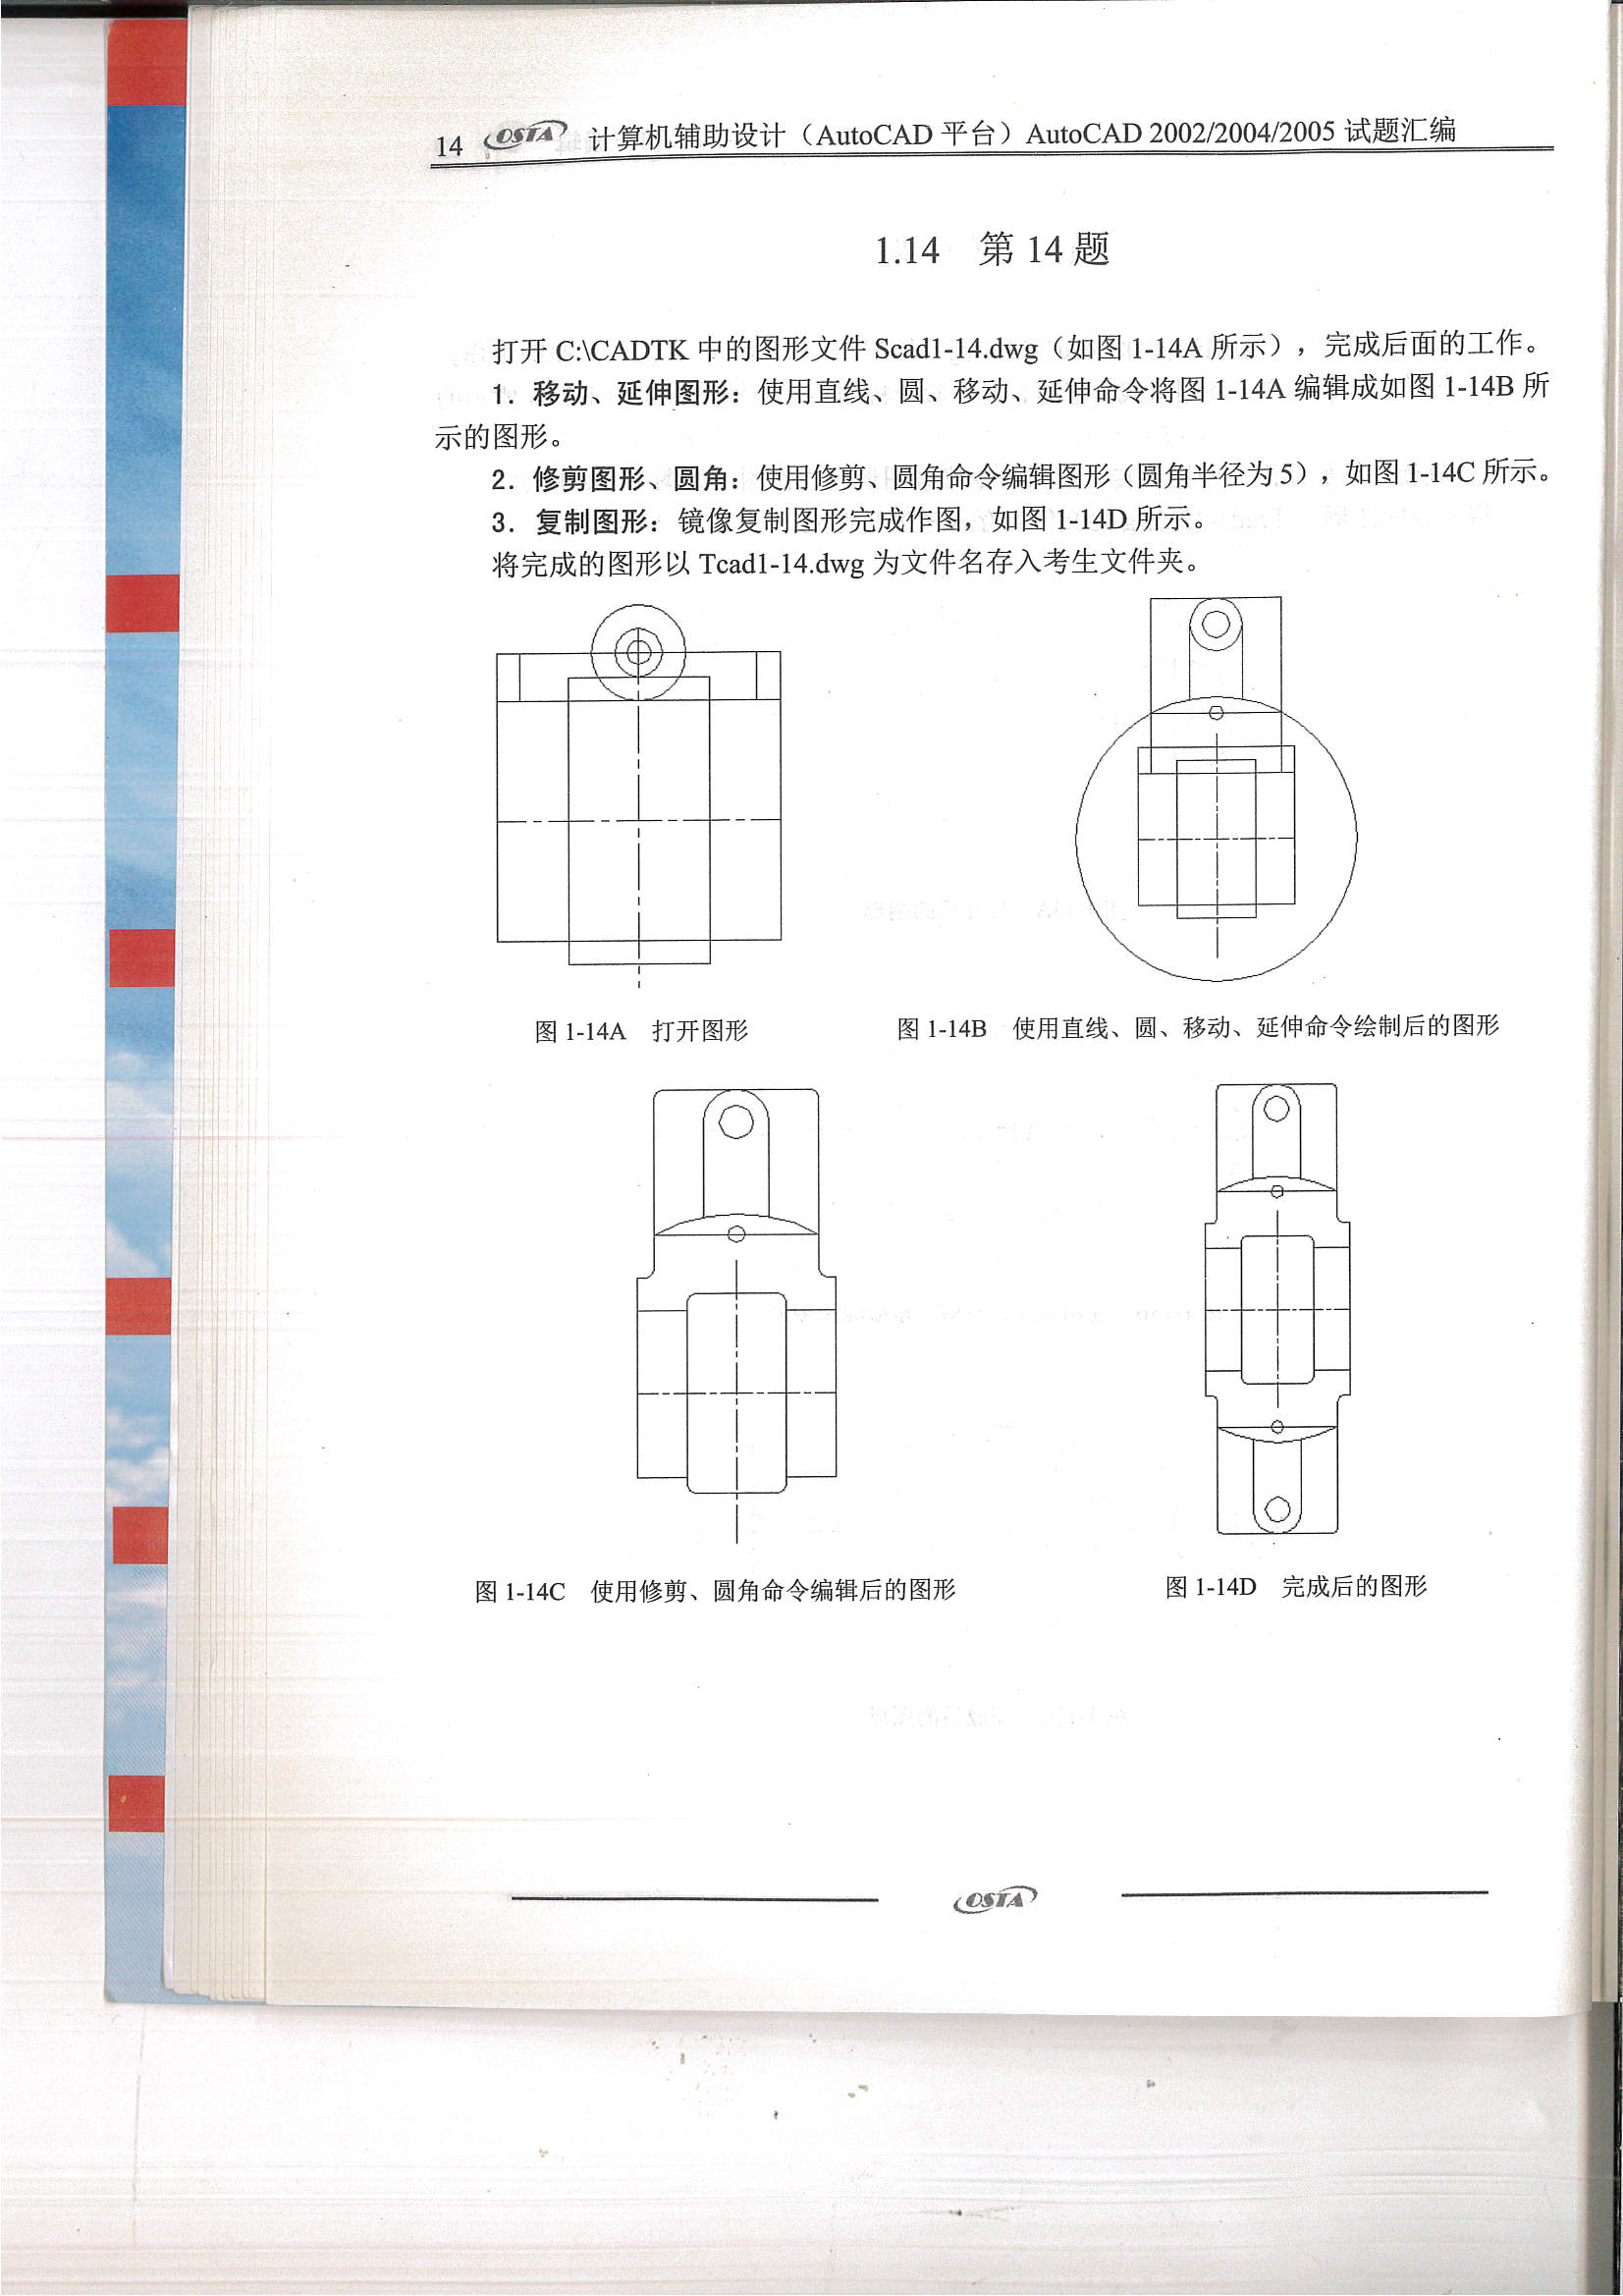 14 OSTA 计算机辅助设计（AutoCAD 平台）AutoCAD 2002/2004/2005 试题汇编
1.14 第 14 题
打开 C:\CADTK 中的图形文件 Scad1-14.dwg（如图 1-14A 所示），完成后面的工作。
1．移动、延伸图形：使用直线、圆、移动、延伸命令将图 1-14A 编辑成如图 1-14B 所
示的图形。
2．修剪图形、圆角：使用修剪、圆角命令编辑图形（圆角半径为 5），如图 1-14C 所示。
3．复制图形：镜像复制图形完成作图，如图 1-14D 所示。
将完成的图形以 Tcad1-14.dwg 为文件名存入考生文件夹。
图 1-14A 打开图形
图 1-14B 使用直线、圆、移动、延伸命令绘制后的图形
图 1-14C 使用修剪、圆角命令编辑后的图形
图 1-14D 完成后的图形
OSTA